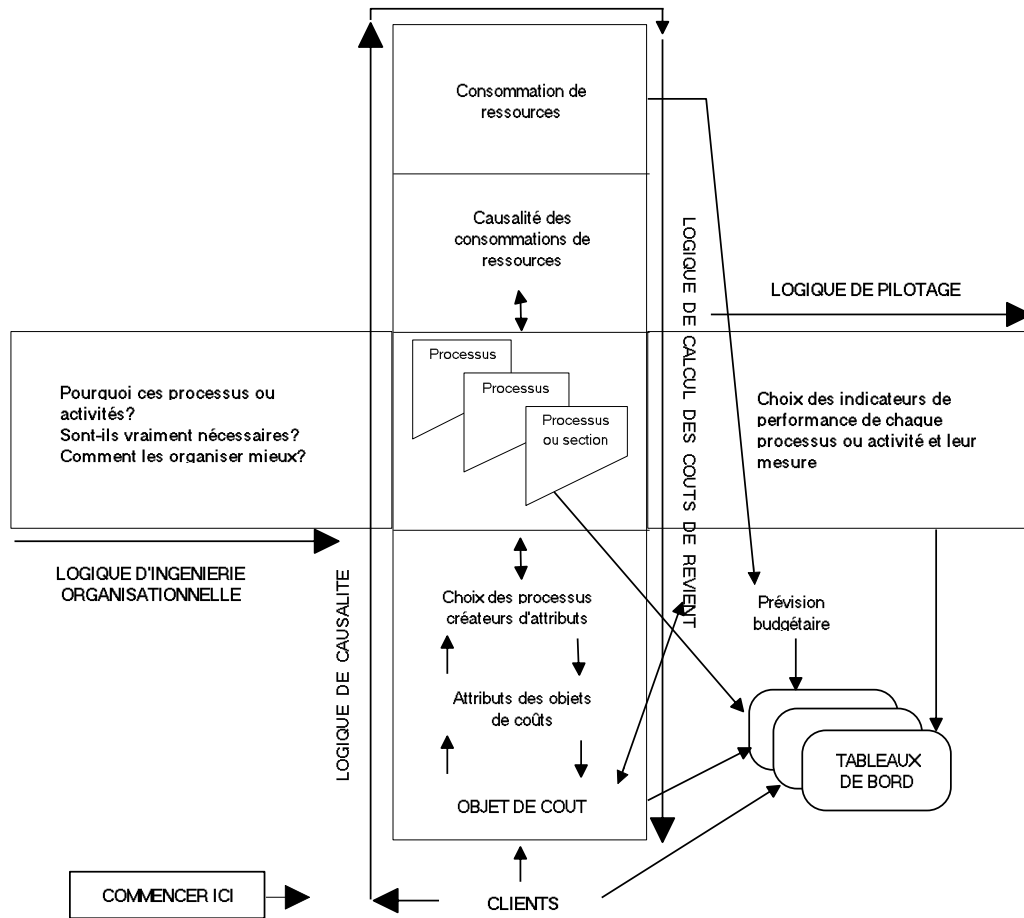 Consommation de
ressources
Causalité des
consommations de
ressources
LOGIQUE DE PILOTAGE
Pourquoi ces processus ou
activités?
Sont-ils vraiment nécessaires?
Comment les organiser mieux?
Processus
Processus
Processus
ou section
LOGIQUE DE CALCUL DES COUTS DE REVIENT
Choix des indicateurs de
performance de chaque
processus ou activité et leur
mesure
LOGIQUE D'INGENIERIE
ORGANISATIONNELLE
LOGIQUE DE CAUSALITE
Choix des processus
créateurs d'attributs
Attributs des objets
de coûts
OBJET DE COUT
Prévision
budgétaire
TABLEAUX
DE BORD
COMMENCER ICI
CLIENTS